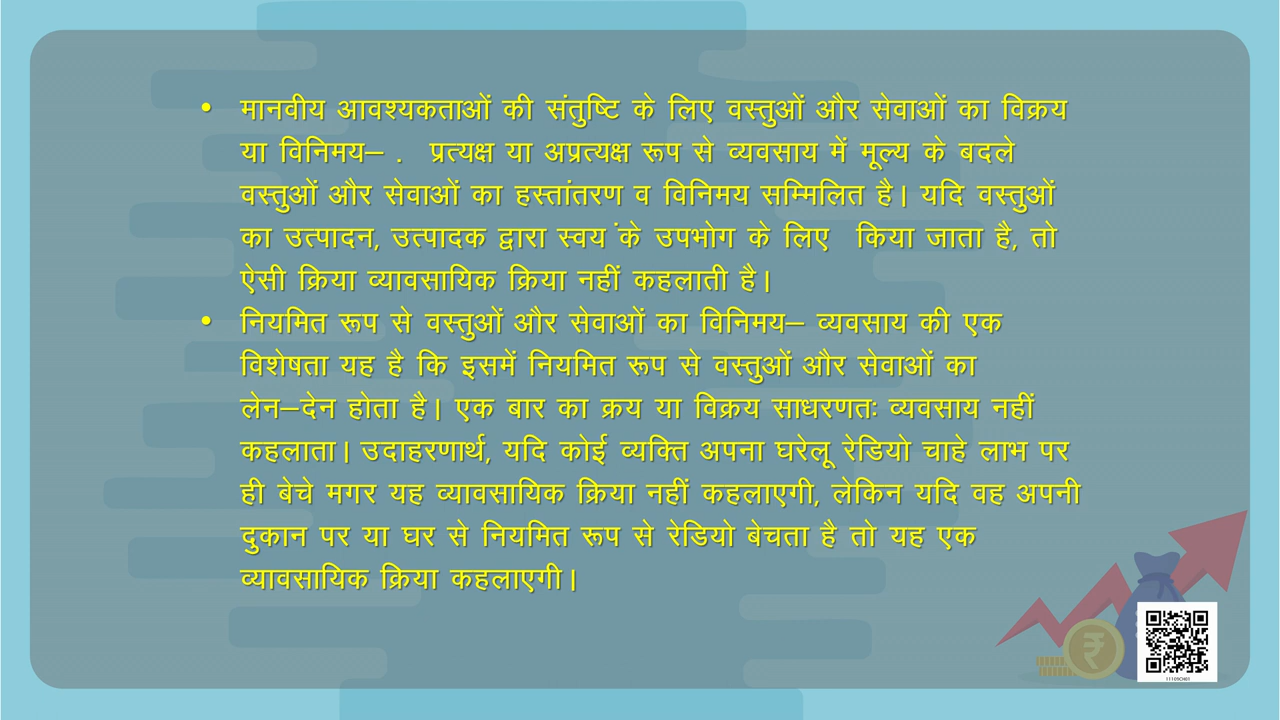 • मानवीय आवश्यकताओं की संतुष्टि के लिए वस्तुओं और सेवाओं का विक्रय
या विनिमय– . प्रत्यक्ष या अप्रत्यक्ष रूप से व्यवसाय में मूल्य के बदले
वस्तुओं और सेवाओं का हस्तांतरण व विनिमय सम्मिलित है। यदि वस्तुओं
का उत्पादन, उत्पादक द्वारा स्वयं के उपभोग के लिए किया जाता है, तो
ऐसी क्रिया व्यावसायिक क्रिया नहीं कहलाती है।
• नियमित रूप से वस्तुओं और सेवाओं का विनिमय– व्यवसाय की एक
विशेषता यह है कि इसमें नियमित रूप से वस्तुओं और सेवाओं का
लेन–देन होता है। एक बार का क्रय या विक्रय साधरणतः व्यवसाय नहीं
कहलाता। उदाहरणार्थ, यदि कोई व्यक्ति अपना घरेलू रेडियो चाहे लाभ पर
ही बेचे मगर यह व्यावसायिक क्रिया नहीं कहलाएगी, लेकिन यदि वह अपनी
दुकान पर या घर से नियमित रूप से रेडियो बेचता है तो यह एक
व्यावसायिक क्रिया कहलाएगी।